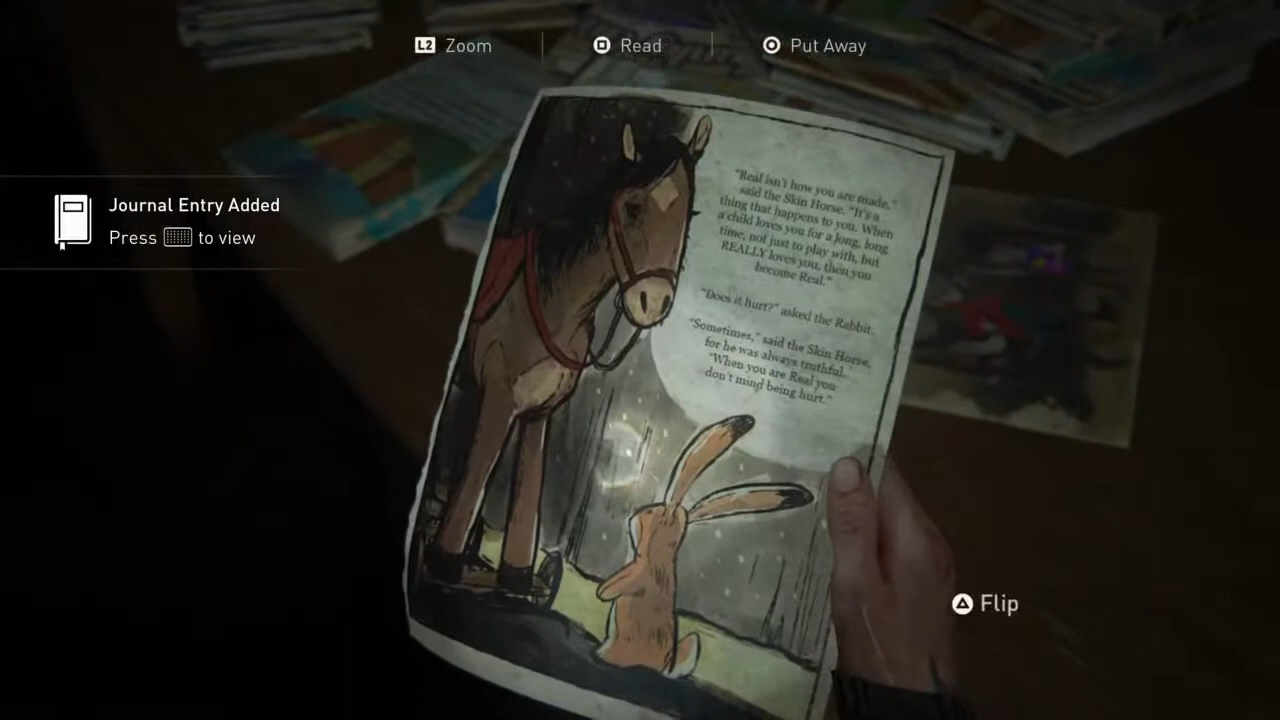 L2 Zoom
Read
Put Away
Journal Entry Added
Press to view
"Real isn't how you are made,"
said the Skin Horse. "It's a
thing that happens to you. When
a child loves you for a long, long
time, not just to play with, but
REALLY loves you, then you
become Real."
"Does it hurt?" asked the Rabbit.
"Sometimes," said the Skin Horse,
for he was always truthful.
"When you are Real you
don't mind being hurt."
Flip